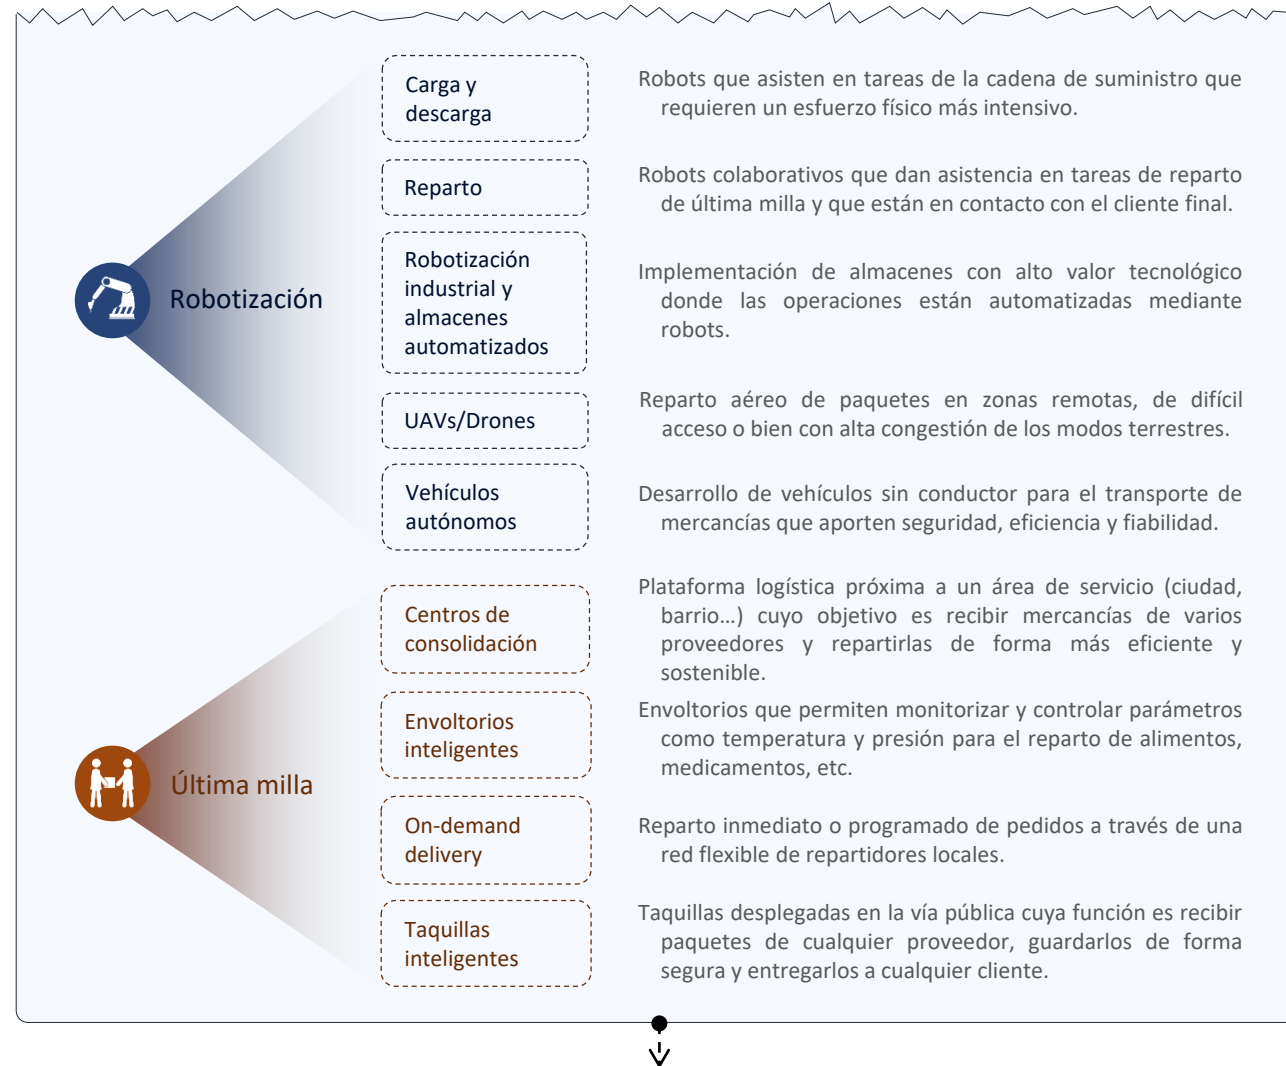 Robotización
Carga y
descarga
Robots que asisten en tareas de la cadena de suministro que
requieren un esfuerzo físico más intensivo.
Reparto
Robots colaborativos que dan asistencia en tareas de reparto
de última milla y que están en contacto con el cliente final.
Robotización
industrial y
almacenes
automatizados
Implementación de almacenes con alto valor tecnológico
donde las operaciones están automatizadas mediante
robots.
UAVs/Drones
Reparto aéreo de paquetes en zonas remotas, de difícil
acceso o bien con alta congestión de los modos terrestres.
Vehículos
autónomos
Desarrollo de vehículos sin conductor para el transporte de
mercancías que aporten seguridad, eficiencia y fiabilidad.
Última milla
Centros de
consolidación
Plataforma logística próxima a un área de servicio (ciudad,
barrio...) cuyo objetivo es recibir mercancías de varios
proveedores y repartirlas de forma más eficiente y
sostenible.
Envoltorios
inteligentes
Envoltorios que permiten monitorizar y controlar parámetros
como temperatura y presión para el reparto de alimentos,
medicamentos, etc.
On-demand
delivery
Reparto inmediato o programado de pedidos a través de una
red flexible de repartidores locales.
Taquillas
inteligentes
Taquillas desplegadas en la vía pública cuya función es recibir
paquetes de cualquier proveedor, guardarlos de forma
segura y entregarlos a cualquier cliente.